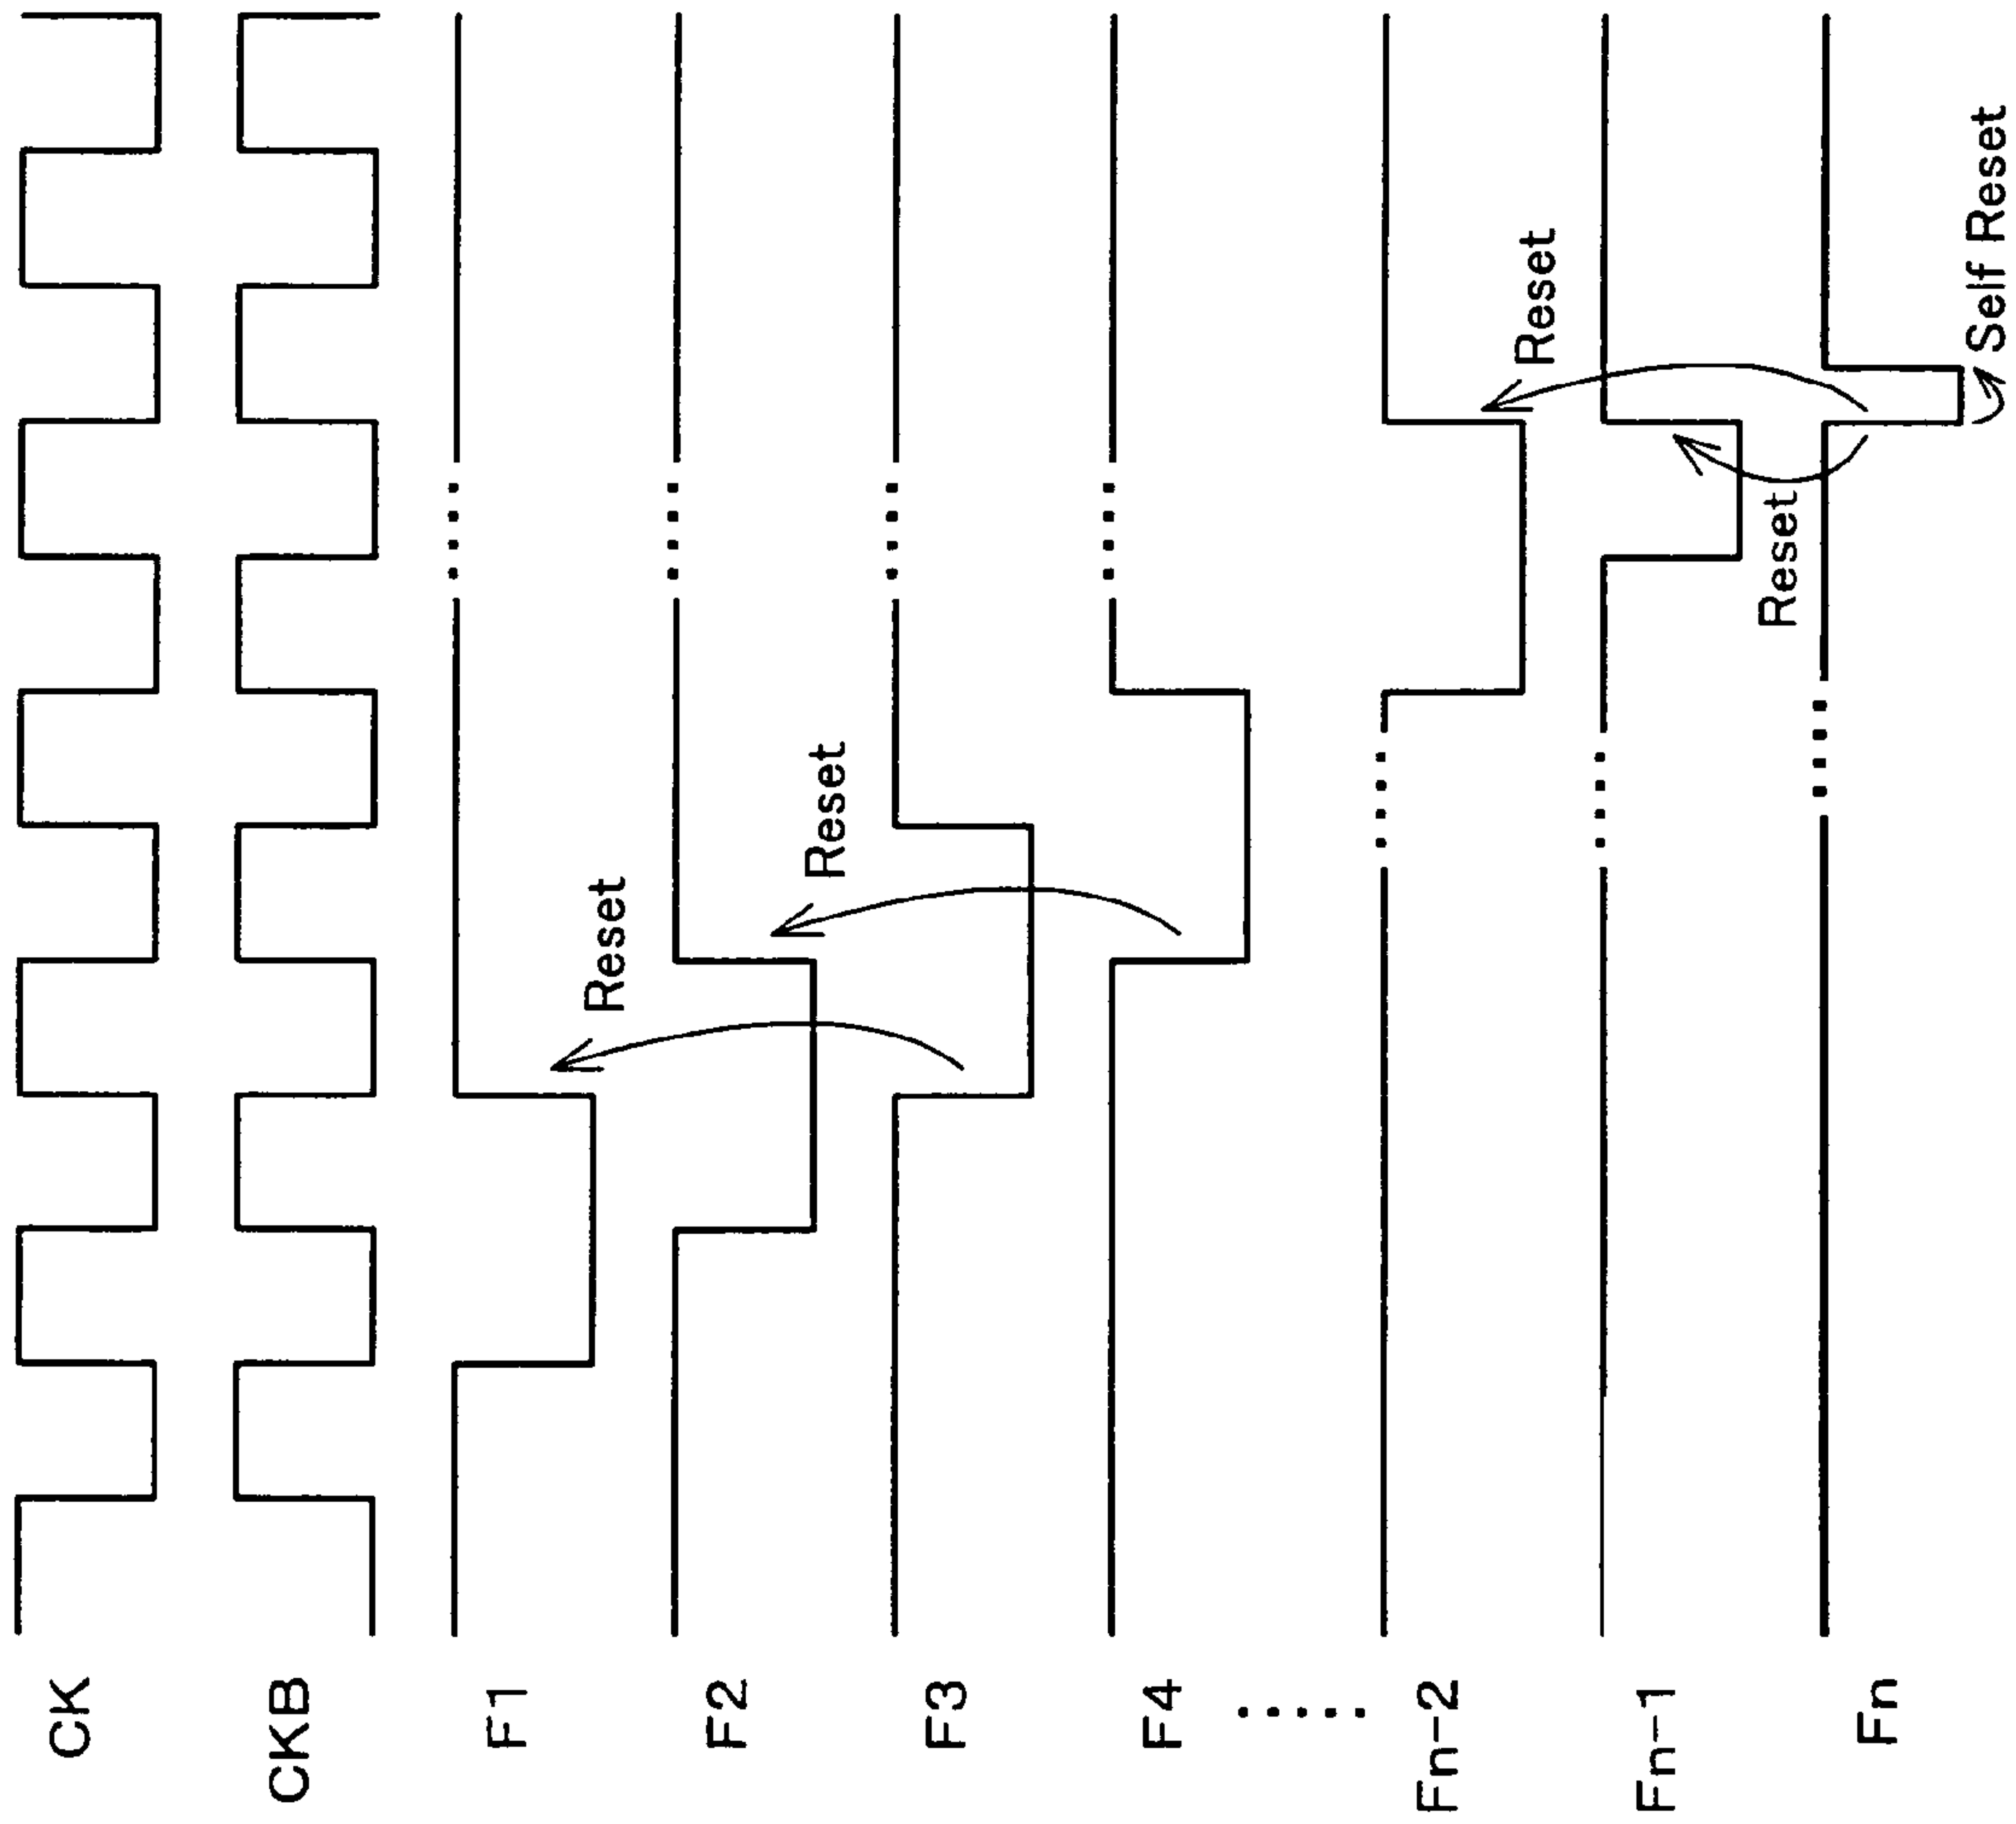 CK
CKB
F1
Reset
F2
Reset
F3
F4
.....
Fn-2
Reset
Fn-1
Reset
Fn
Self Reset